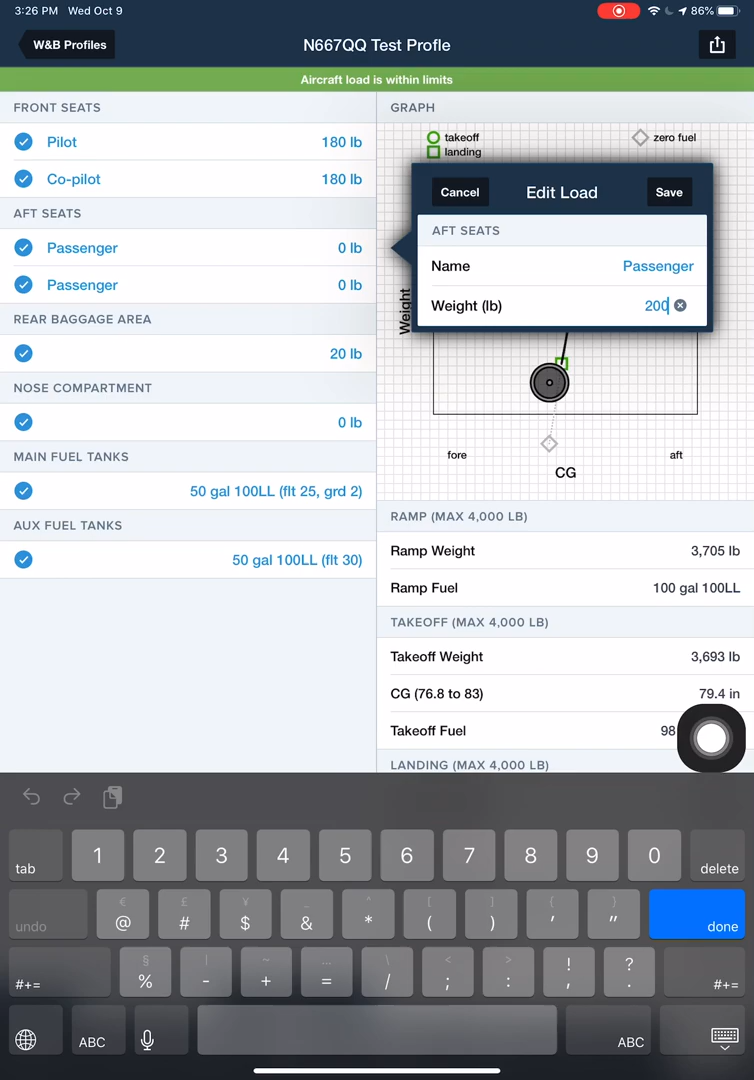 3:26 PM Wed Oct 9
86%
W&B Profiles
N667QQ Test Profle
Aircraft load is within limits
FRONT SEATS
Pilot 180 lb
Co-pilot 180 lb
AFT SEATS
Passenger 0 lb
Passenger 0 lb
REAR BAGGAGE AREA
20 lb
NOSE COMPARTMENT
0 lb
MAIN FUEL TANKS
50 gal 100LL (flt 25, grd 2)
AUX FUEL TANKS
50 gal 100LL (flt 30)
GRAPH
takeoff
landing
zero fuel
Weight
Cancel Edit Load Save
AFT SEATS
Name Passenger
Weight (lb) 200
fore aft
CG
RAMP (MAX 4,000 LB)
Ramp Weight 3,705 lb
Ramp Fuel 100 gal 100LL
TAKEOFF (MAX 4,000 LB)
Takeoff Weight 3,693 lb
CG (76.8 to 83) 79.4 in
Takeoff Fuel 98
LANDING (MAX 4,000 LB)
tab 1 2 3 4 5 6 7 8 9 0 delete
€ £ ¥ _ ^ [ ] { }
undo @ # $ & * ( ) ' " done
§ | ~ … \ < > ! ?
#+= % - + = / ; : , . #+=
ABC ABC